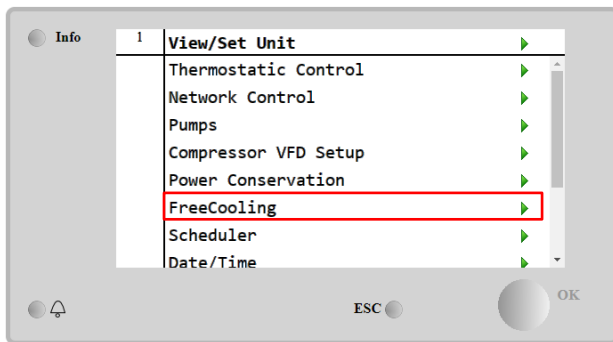 Info
1 View/Set Unit
Thermostatic Control
Network Control
Pumps
Compressor VFD Setup
Power Conservation
FreeCooling
Scheduler
Date/Time
ESC
OK